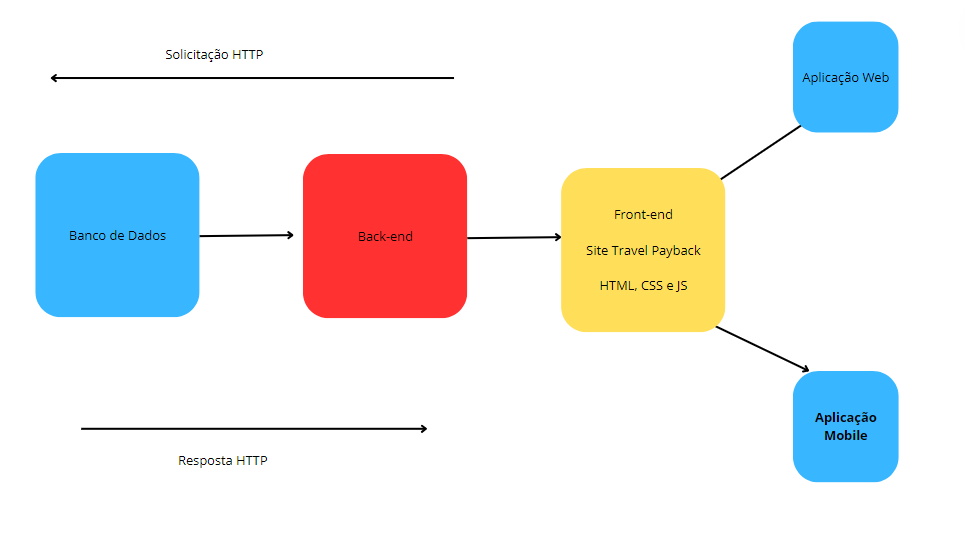 Solicitação HTTP
Aplicação Web
Banco de Dados
Back-end
Front-end
Site Travel Payback
HTML, CSS e JS
Aplicação
Mobile
Resposta HTTP